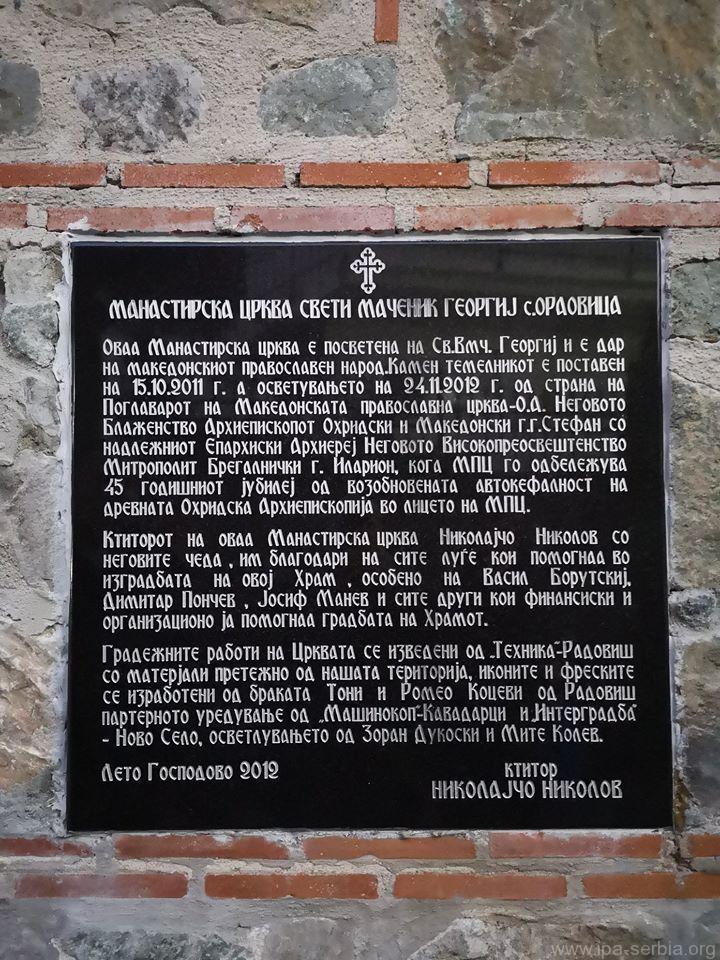 МАНАСТИРСКА ЦРКВА СВЕТИ МАЧЕНИК ГЕОРГИЈ с.ОРАОВИЦА
Оваа Манастирска црква е посветена на Св.Вмч. Георгиј и е дар
на македонскиот православен народ.Камен темелникот е поставен
на 15.10.2011 г. а осветувањето на 24.11.2012 г. од страна на
Поглаварот на Македонската православна црква-О.А. Неговото
Блаженство Архиепископот Охридски и Македонски г.г.Стефан со
надлежниот Епархиски Архиереј Неговото Високопреосвештенство
Митрополит Брегалнички г. Иларион, кога МПЦ го одбележува
45 годишниот јубилеј од возобновената автокефалност на
древната Охридска Архиепископија во лицето на МПЦ.
Ктиторот на оваа Манастирска црква Николајчо Николов со
неговите чеда , им благодари на сите луѓе кои помогнаа во
изградбата на овој Храм , особено на Васил Борутскиј,
Димитар Пончев , Јосиф Манев и сите други кои финансиски и
организационо ја помогнаа градбата на Храмот.
Градежните работи на Црквата се изведени од „Техника“-Радовиш
со матерјали претежно од нашата територија, иконите и фреските
се изработени од браката Тони и Ромео Коцеви од Радовиш
партерното уредување од „Машинокоп“-Кавадарци и „Интерградба“
- Ново Село, осветлувањето од Зоран Дукоски и Мите Колев.
Лето Господово 2012
ктитор
НИКОЛАЈЧО НИКОЛОВ
www.ipa-serbia.org